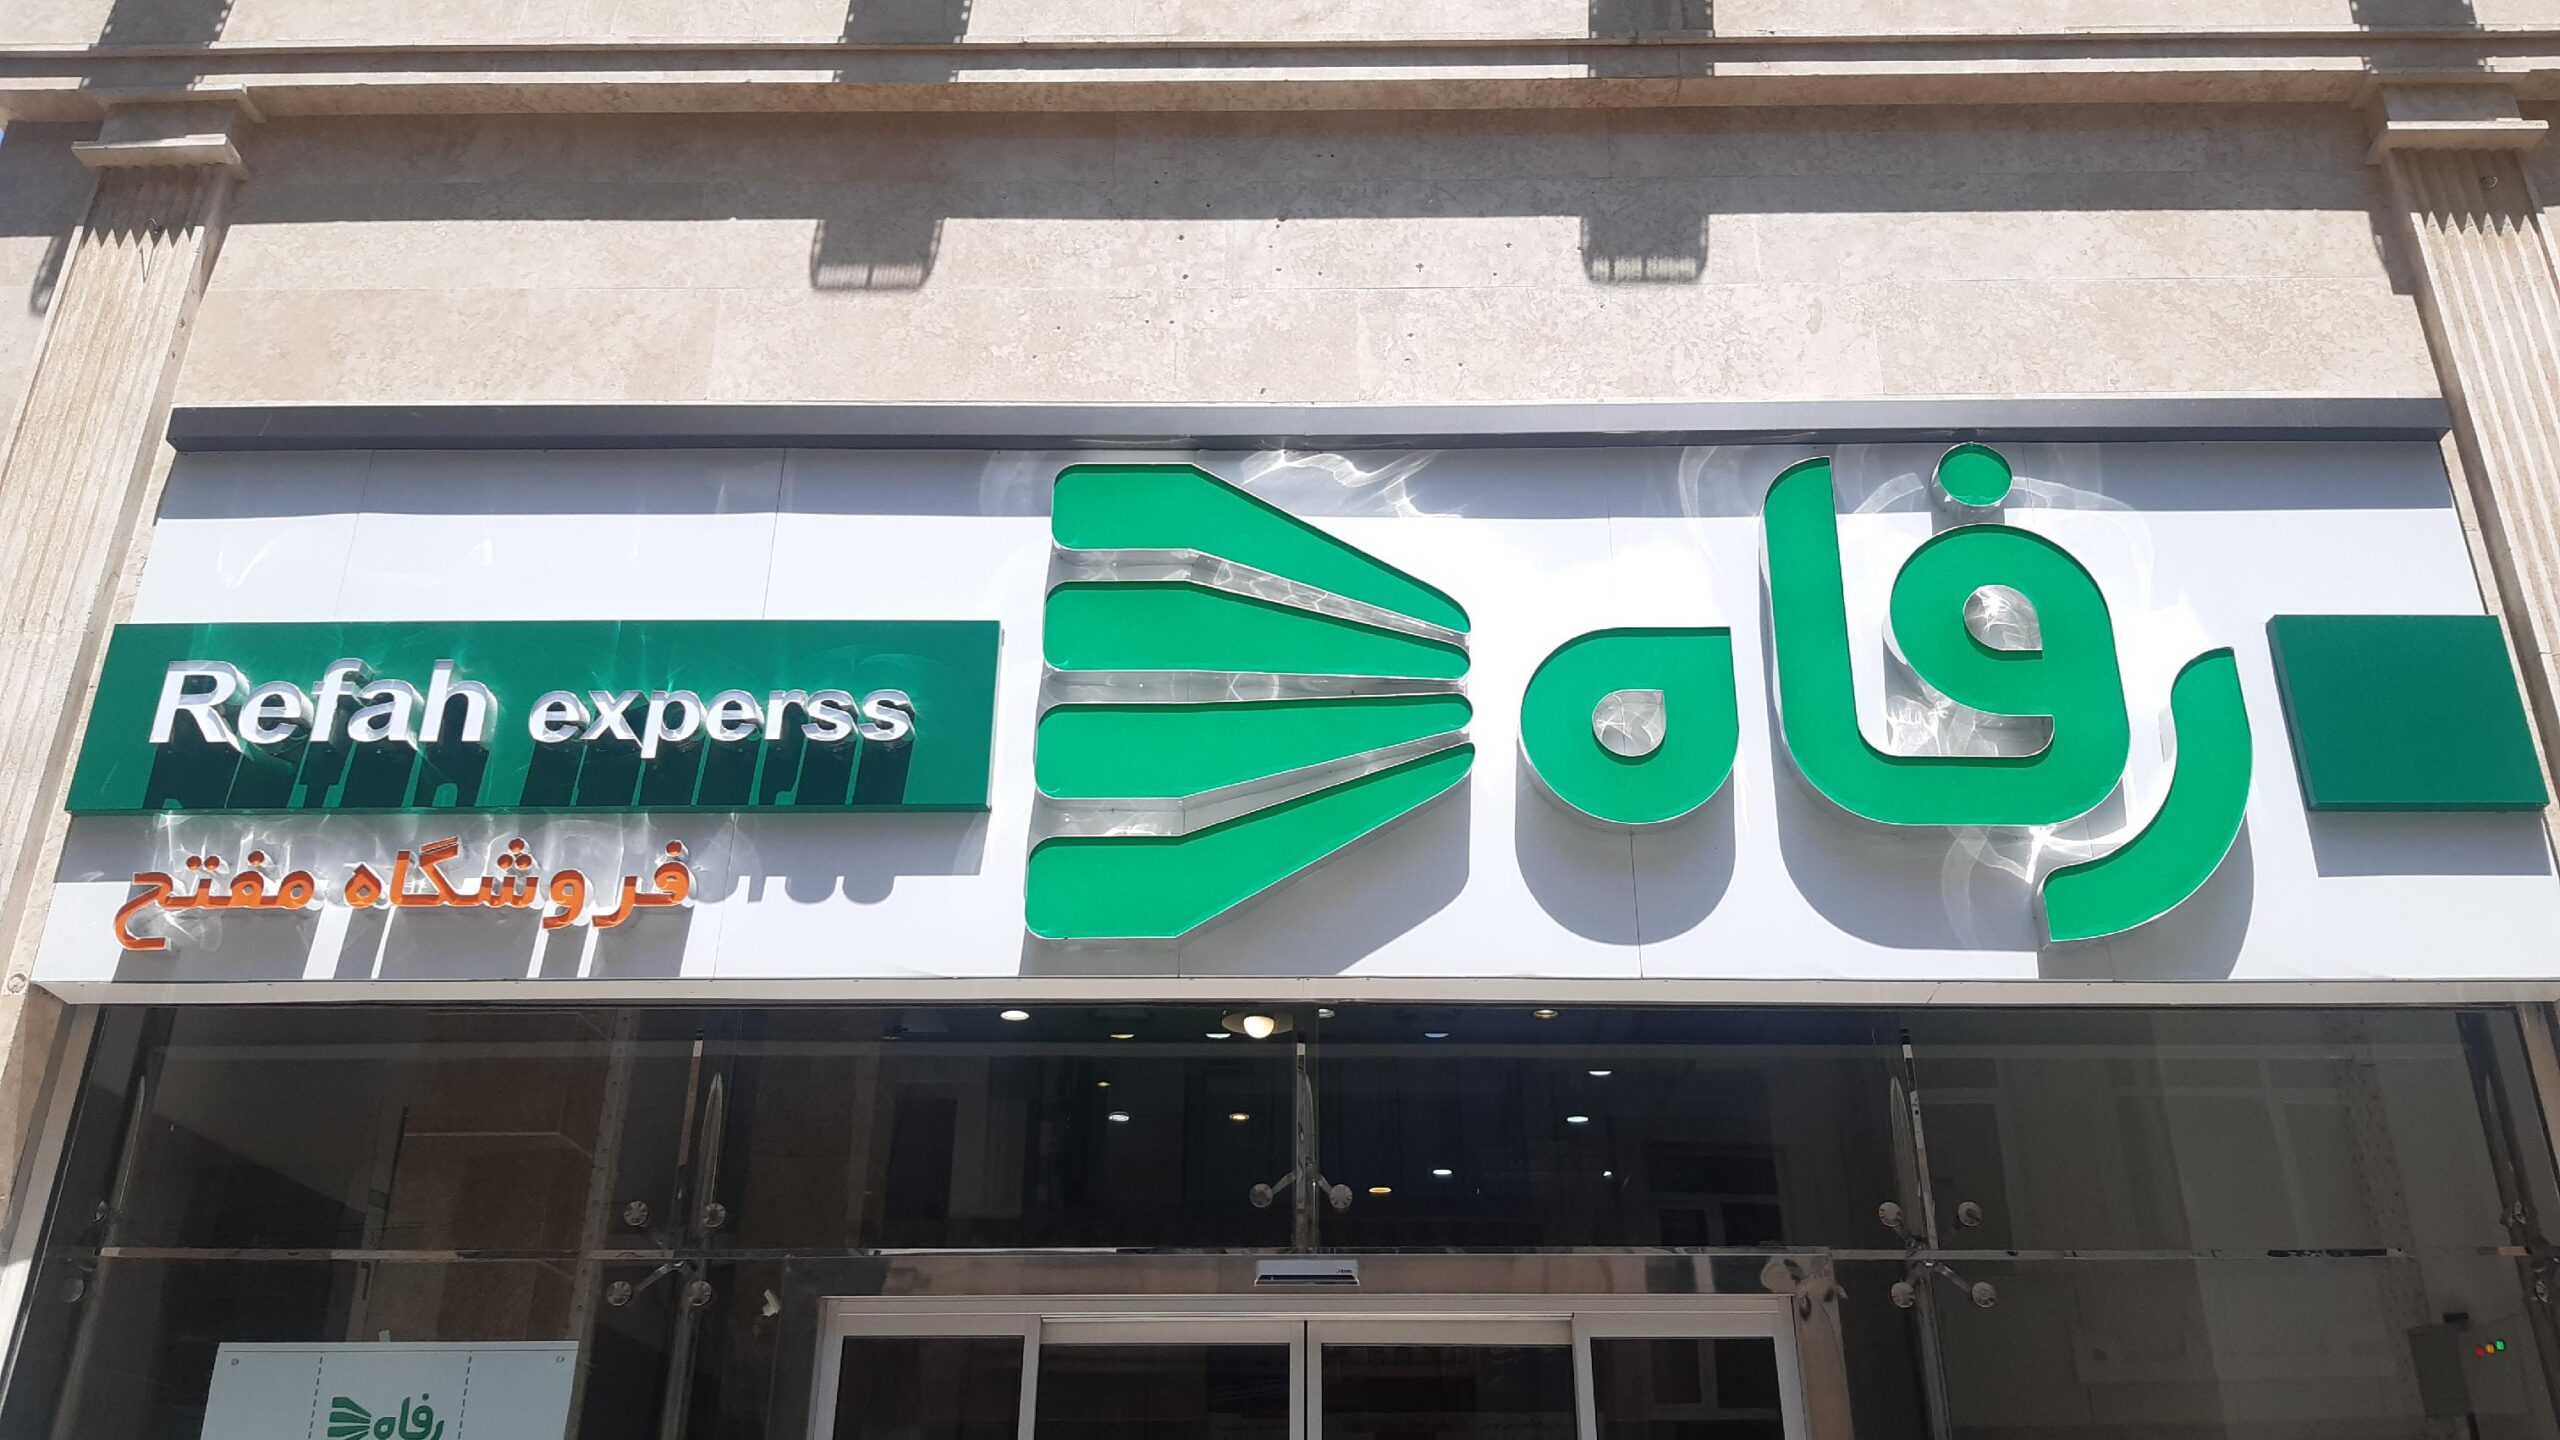 رفاه
Refah experss
فروشگاه مفتح
رفاه